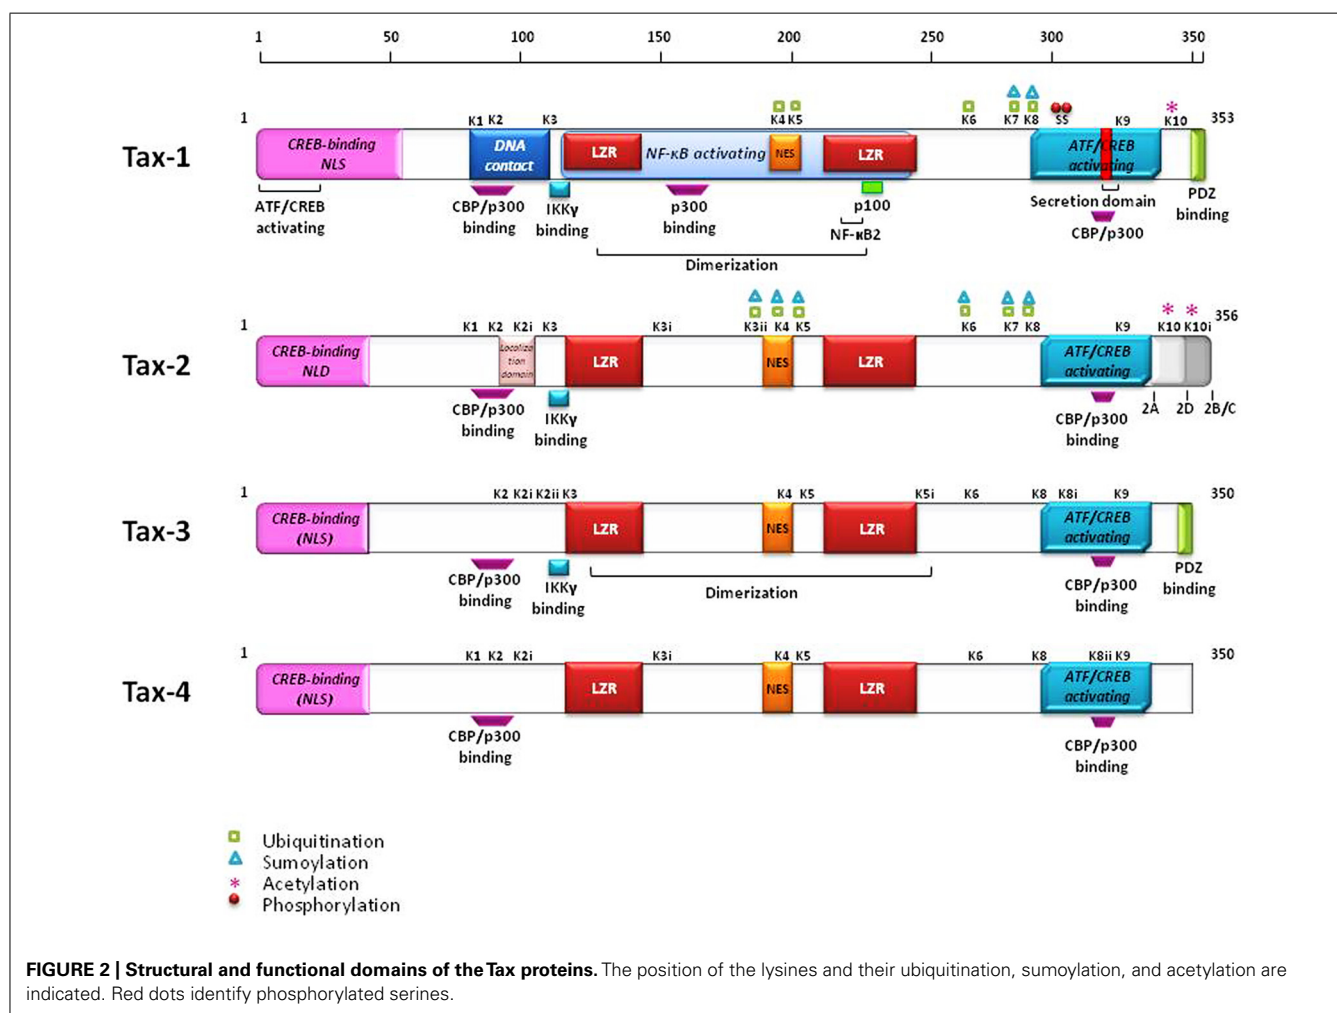 1 50 100 150 200 250 300 350
1 K1 K2 K3 K4 K5 K6 K7 K8 SS K9 K10 353
Tax-1
CREB-binding
NLS
DNA
contact
LZR
NF-κB activating
NES
LZR
ATF/CREB
activating
ATF/CREB
activating
CBP/p300
binding
IKKγ
binding
p300
binding
p100
NF-κB2
Secretion domain
CBP/p300
PDZ
binding
Dimerization
1 K1 K2 K2i K3 K3i K3ii K4 K5 K6 K7 K8 K9 K10 K10i 356
Tax-2
CREB-binding
NLD
Localiza
tion
domain
LZR
NES
LZR
ATF/CREB
activating
CBP/p300
binding
IKKγ
binding
CBP/p300
binding
2A 2D 2B/C
1 K2 K2i K2ii K3 K4 K5 K5i K6 K8 K8i K9 350
Tax-3
CREB-binding
(NLS)
LZR
NES
LZR
ATF/CREB
activating
CBP/p300
binding
IKKγ
binding
Dimerization
CBP/p300
binding
PDZ
binding
1 K1 K2 K2i K3i K4 K5 K6 K8 K8ii K9 350
Tax-4
CREB-binding
(NLS)
LZR
NES
LZR
ATF/CREB
activating
CBP/p300
binding
CBP/p300
binding
Ubiquitination
Sumoylation
Acetylation
Phosphorylation
FIGURE 2 | Structural and functional domains of the Tax proteins. The position of the lysines and their ubiquitination, sumoylation, and acetylation are
indicated. Red dots identify phosphorylated serines.